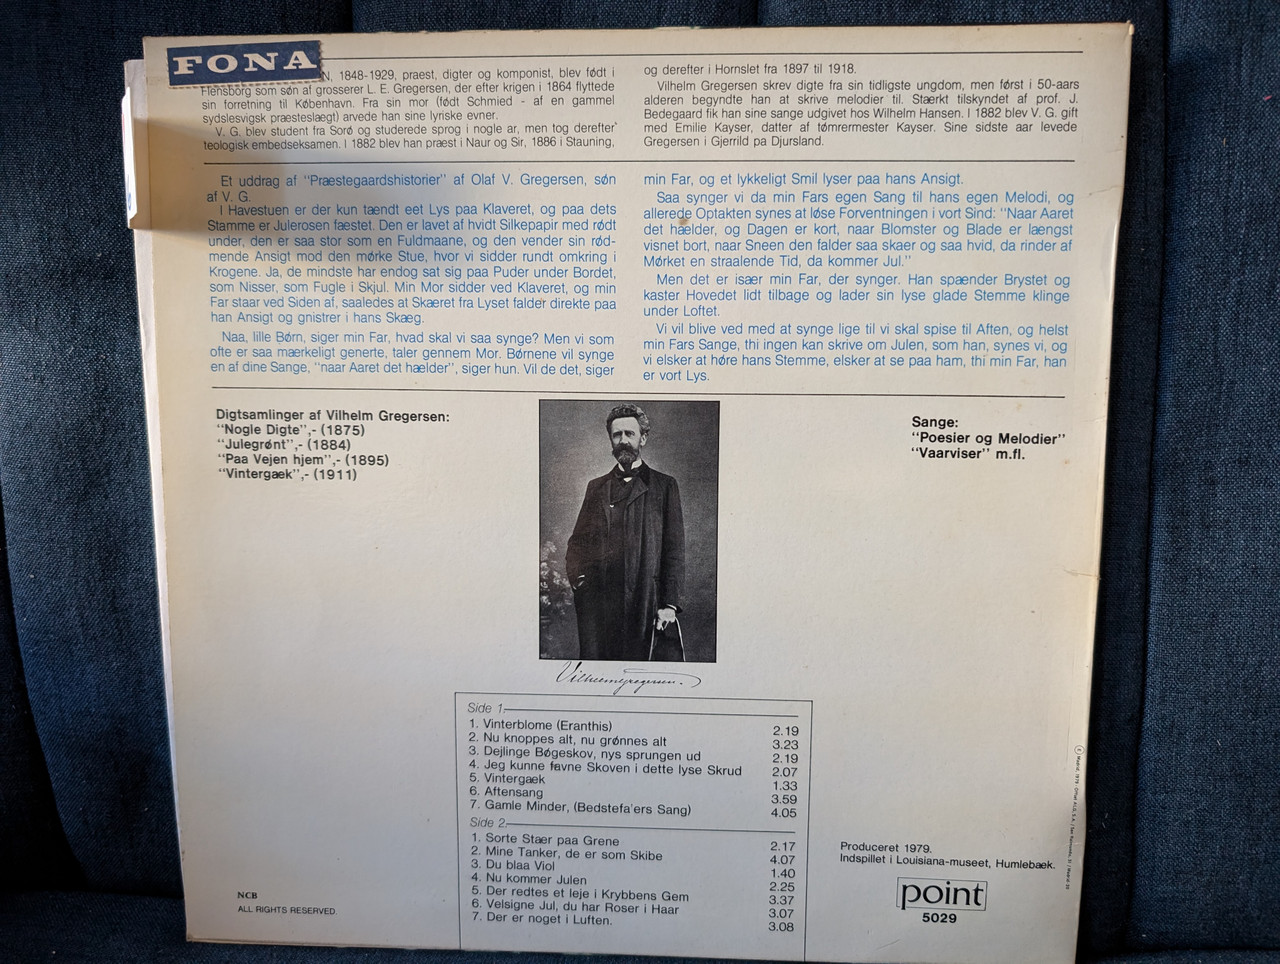 FONA
N, 1848-1929, praest, digter og komponist, blev født i
Flensborg som søn af grosserer L. E. Gregersen, der efter krigen i 1864 flyttede
sin forretning til København. Fra sin mor (født Schmied - af en gammel
sydslesvigsk præsteslægt) arvede han sine lyriske evner.
V. G. blev student fra Sorø og studerede sprog i nogle ar, men tog derefter
teologisk embedseksamen. I 1882 blev han præst i Naur og Sir, 1886 i Stauning,
og derefter i Hornslet fra 1897 til 1918.
Vilhelm Gregersen skrev digte fra sin tidligste ungdom, men først i 50-aars
alderen begyndte han at skrive melodier til. Stærkt tilskyndet af prof. J.
Bedegaard fik han sine sange udgivet hos Wilhelm Hansen. I 1882 blev V. G. gift
med Emilie Kayser, datter af tømrermester Kayser. Sine sidste aar levede
Gregersen i Gjerrild pa Djursland.
Et uddrag af "Præstegaardshistorier" af Olaf V. Gregersen, søn
af V. G.
I Havestuen er der kun tændt eet Lys paa Klaveret, og paa dets
Stamme er Julerosen fæstet. Den er lavet af hvidt Silkepapir med rødt
under, den er saa stor som en Fuldmaane, og den vender sin rød-
mende Ansigt mod den mørke Stue, hvor vi sidder rundt omkring i
Krogene. Ja, de mindste har endog sat sig paa Puder under Bordet,
som Nisser, som Fugle i Skjul. Min Mor sidder ved Klaveret, og min
Far staar ved Siden af, saaledes at Skæret fra Lyset falder direkte paa
han Ansigt og gnistrer i hans Skæg.
Naa, lille Børn, siger min Far, hvad skal vi saa synge? Men vi som
ofte er saa mærkeligt generte, taler gennem Mor. Børnene vil synge
en af dine Sange, "naar Aaret det hælder", siger hun. Vil de det, siger
min Far, og et lykkeligt Smil lyser paa hans Ansigt.
Saa synger vi da min Fars egen Sang til hans egen Melodi, og
allerede Optakten synes at løse Forventningen i vort Sind: "Naar Aaret
det hælder, og Dagen er kort, naar Blomster og Blade er længst
visnet bort, naar Sneen den falder saa skær og saa hvid, da rinder af
Mørket en straalende Tid, da kommer Jul."
Men det er især min Far, der synger. Han spænder Brystet og
kaster Hovedet lidt tilbage og lader sin lyse glade Stemme klinge
under Loftet.
Vi vil blive ved med at synge lige til vi skal spise til Aften, og helst
min Fars Sange, thi ingen kan skrive om Julen, som han, synes vi, og
vi elsker at høre hans Stemme, elsker at se paa ham, thi min Far, han
er vort Lys.
Digtsamlinger af Vilhelm Gregersen:
"Nogle Digte",- (1875)
"Julegrønt",- (1884)
"Paa Vejen hjem",- (1895)
"Vintergæk",- (1911)
Sange:
"Poesier og Melodier"
"Vaarviser" m.fl.
Vilhelm Gregersen.
Side 1.
1. Vinterblome (Eranthis) 2.19
2. Nu knoppes alt, nu grønnes alt 3.23
3. Dejlinge Bøgeskov, nys sprungen ud 2.19
4. Jeg kunne favne Skoven i dette lyse Skrud 2.07
5. Vintergæk 1.33
6. Aftensang 3.59
7. Gamle Minder, (Bedstefa'ers Sang) 4.05
Side 2.
1. Sorte Stær paa Grene 2.17
2. Mine Tanker, de er som Skibe 4.07
3. Du blaa Viol 1.40
4. Nu kommer Julen 2.25
5. Der redtes et leje i Krybbens Gem 3.37
6. Velsigne Jul, du har Roser i Haar 3.07
7. Der er noget i Luften. 3.08
Produceret 1979.
Indspillet i Louisiana-museet, Humlebæk.
point
5029
NCB
ALL RIGHTS RESERVED.